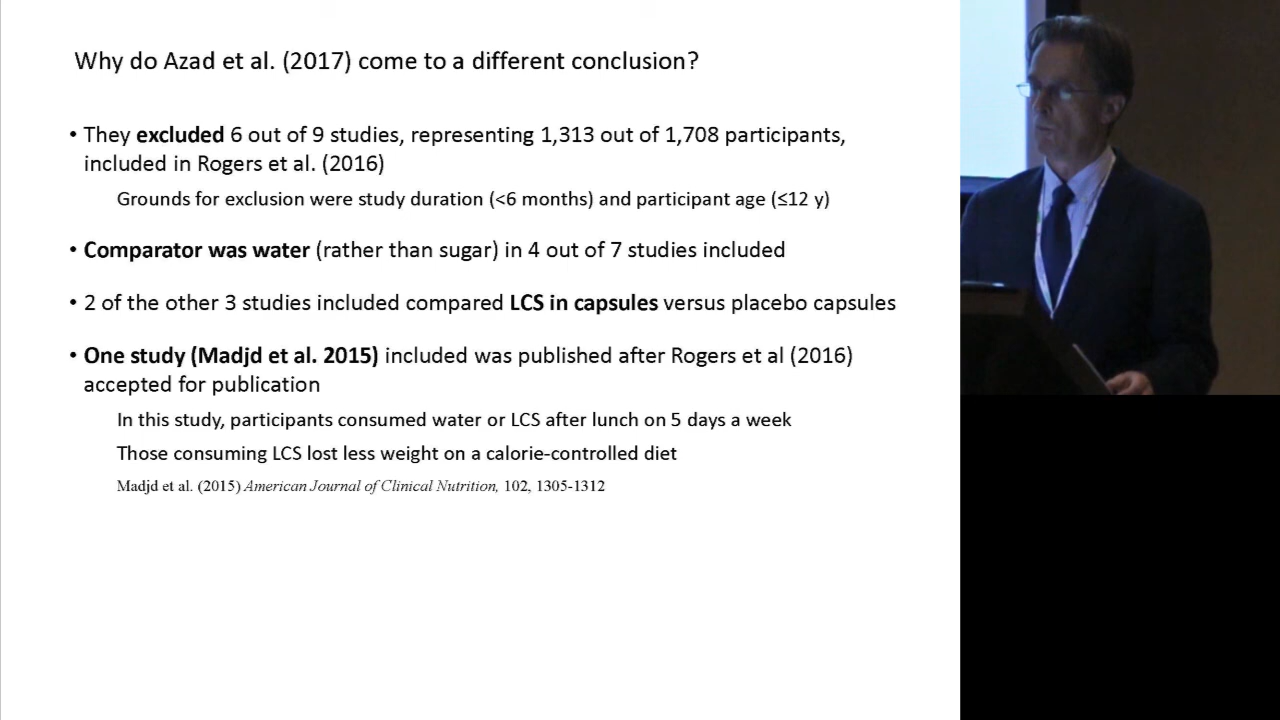 Why do Azad et al. (2017) come to a different conclusion?
• They excluded 6 out of 9 studies, representing 1,313 out of 1,708 participants,
included in Rogers et al. (2016)
Grounds for exclusion were study duration (<6 months) and participant age (≤12 y)
• Comparator was water (rather than sugar) in 4 out of 7 studies included
• 2 of the other 3 studies included compared LCS in capsules versus placebo capsules
• One study (Madjd et al. 2015) included was published after Rogers et al (2016)
accepted for publication
In this study, participants consumed water or LCS after lunch on 5 days a week
Those consuming LCS lost less weight on a calorie-controlled diet
Madjd et al. (2015) American Journal of Clinical Nutrition, 102, 1305-1312